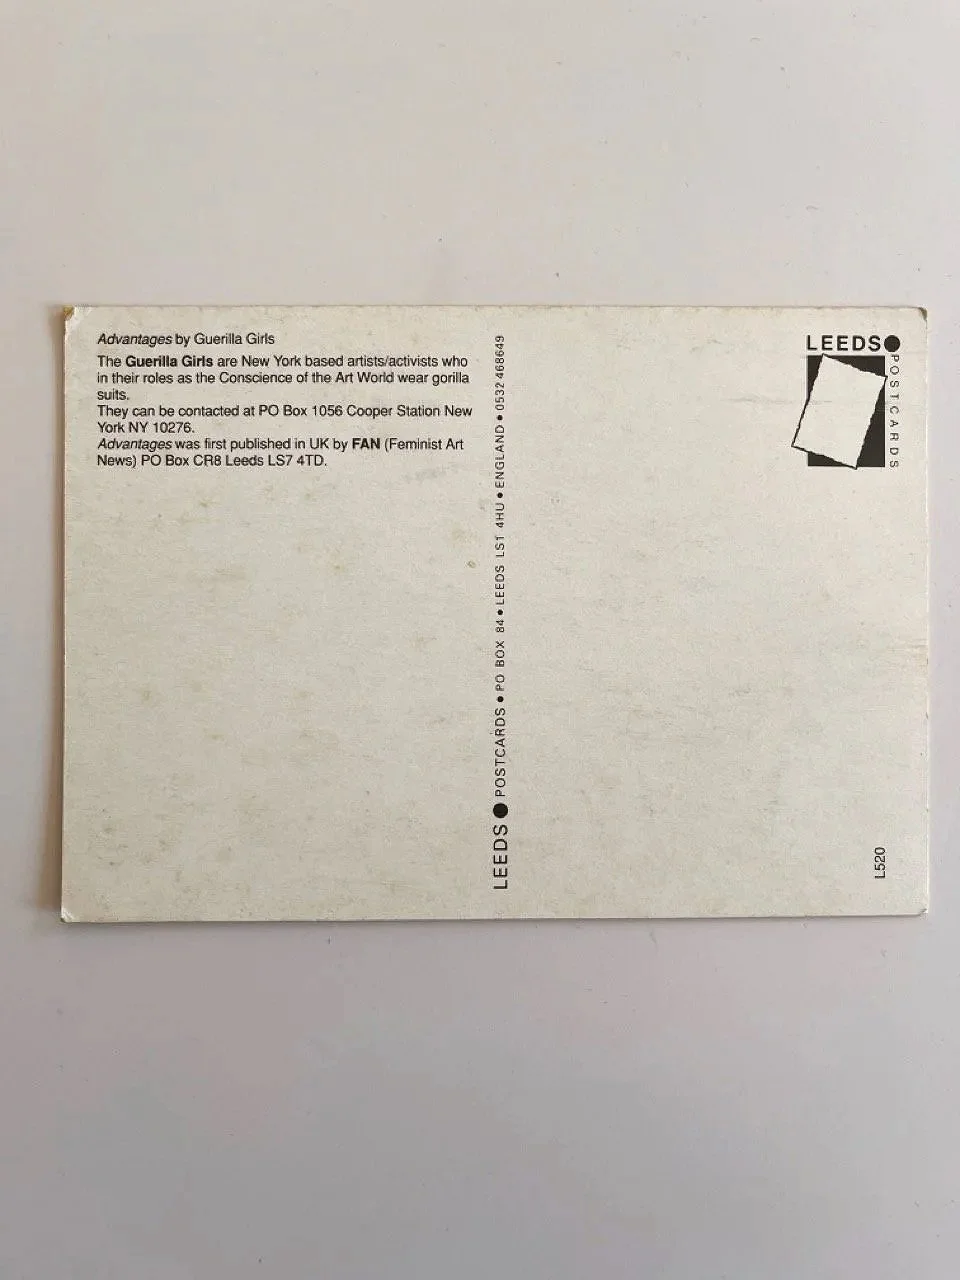 Advantages by Guerilla Girls
The Guerilla Girls are New York based artists/activists who
in their roles as the Conscience of the Art World wear gorilla
suits.
They can be contacted at PO Box 1056 Cooper Station New
York NY 10276.
Advantages was first published in UK by FAN (Feminist Art
News) PO Box CR8 Leeds LS7 4TD.
LEEDS ● POSTCARDS • PO BOX 84 • LEEDS LS1 4HU • ENGLAND • 0532 468649
LEEDS●
POSTCARDS
L520